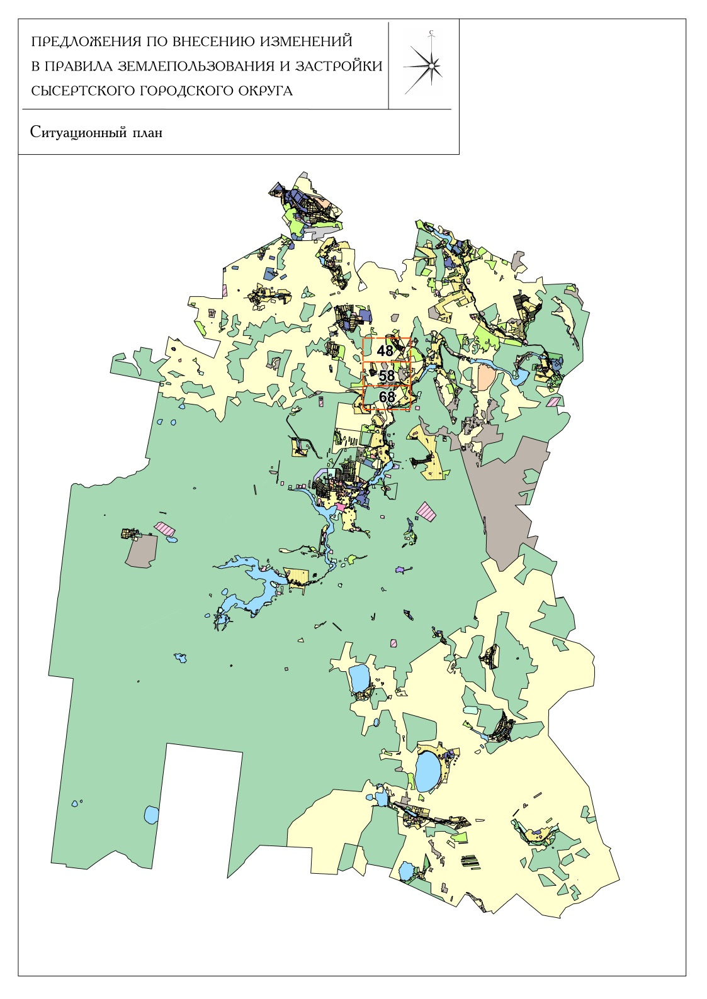 ПРЕДЛОЖЕНИЯ ПО ВНЕСЕНИЮ ИЗМЕНЕНИЙ
В ПРАВИЛА ЗЕМЛЕПОЛЬЗОВАНИЯ И ЗАСТРОЙКИ
СЫСЕРТСКОГО ГОРОДСКОГО ОКРУГА
С
Ситуационный план
48
58
68